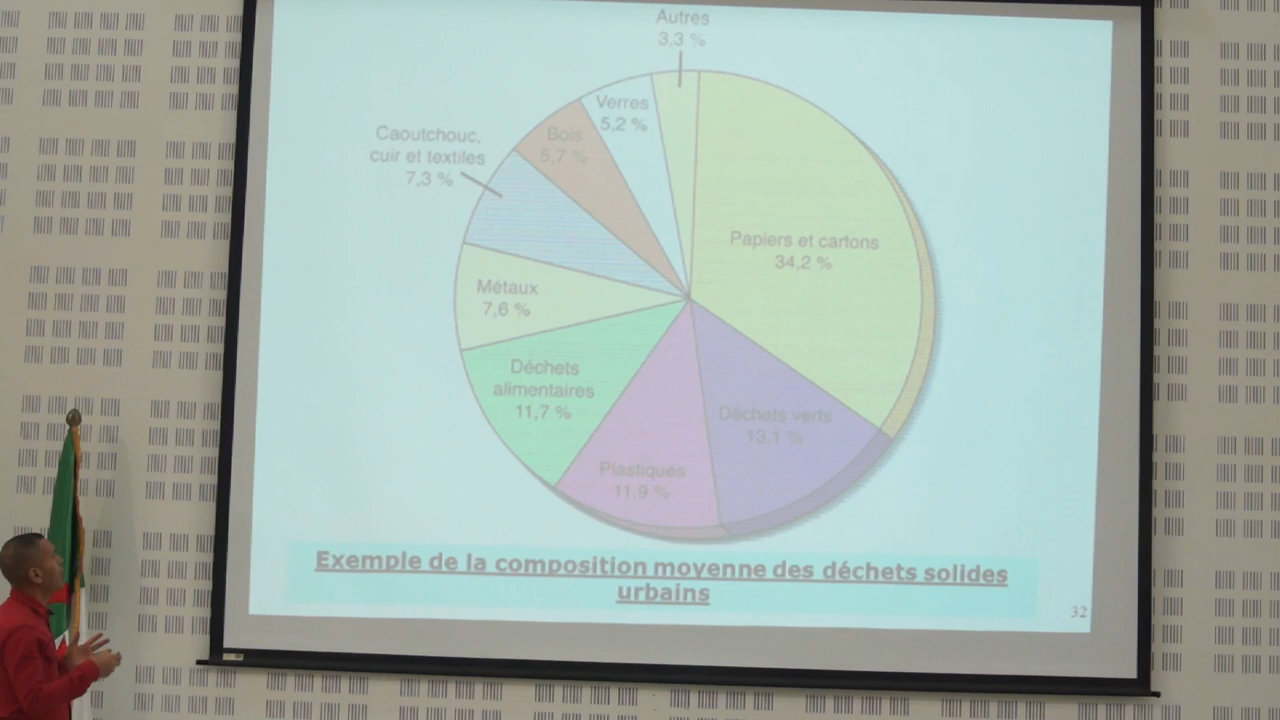 Autres
3,3 %
Verres
5,2 %
Bois
5,7 %
Caoutchouc,
cuir et textiles
7,3 %
Papiers et cartons
34,2 %
Métaux
7,6 %
Déchets
alimentaires
11,7 %
Déchets verts
13,1 %
Plastiques
11,9 %
Exemple de la composition moyenne des déchets solides
urbains
32